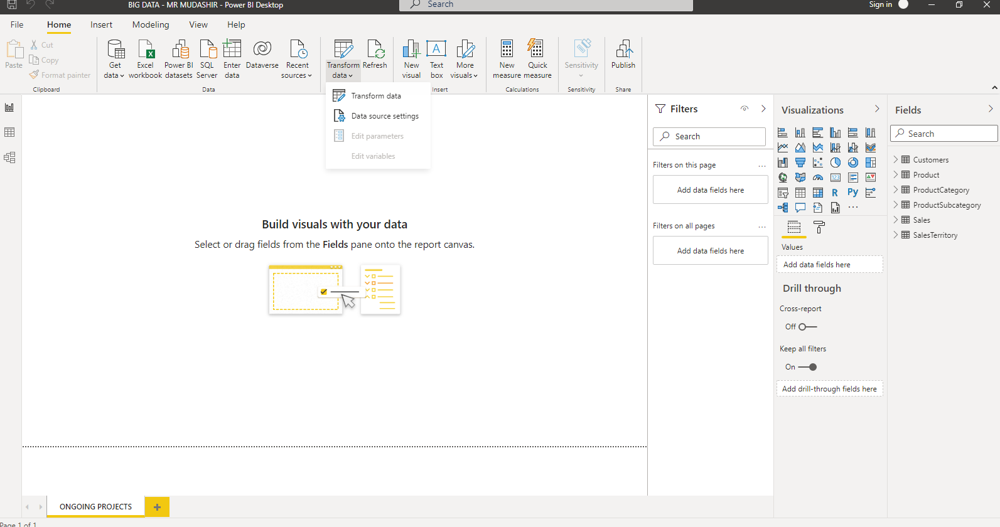 BIG DATA - MR MUDASHIR - Power BI Desktop
Search
Sign in
File Home Insert Modeling View Help
Paste
Cut
Copy
Format painter
Clipboard
Get data
Excel workbook
Power BI datasets
SQL Server
Enter data
Dataverse
Recent sources
Data
Transform data
Refresh
New visual
Text box
More visuals
Insert
New measure
Quick measure
Calculations
Sensitivity
Sensitivity
Publish
Share
Transform data
Data source settings
Edit parameters
Edit variables
Build visuals with your data
Select or drag fields from the Fields pane onto the report canvas.
Filters
Search
Filters on this page
...
Add data fields here
Filters on all pages
...
Add data fields here
Visualizations
123
R
Py
...
Values
Add data fields here
Drill through
Cross-report
Off
Keep all filters
On
Add drill-through fields here
Fields
Search
Customers
Product
ProductCategory
ProductSubcategory
Sales
SalesTerritory
ONGOING PROJECTS
+
Page 1 of 1